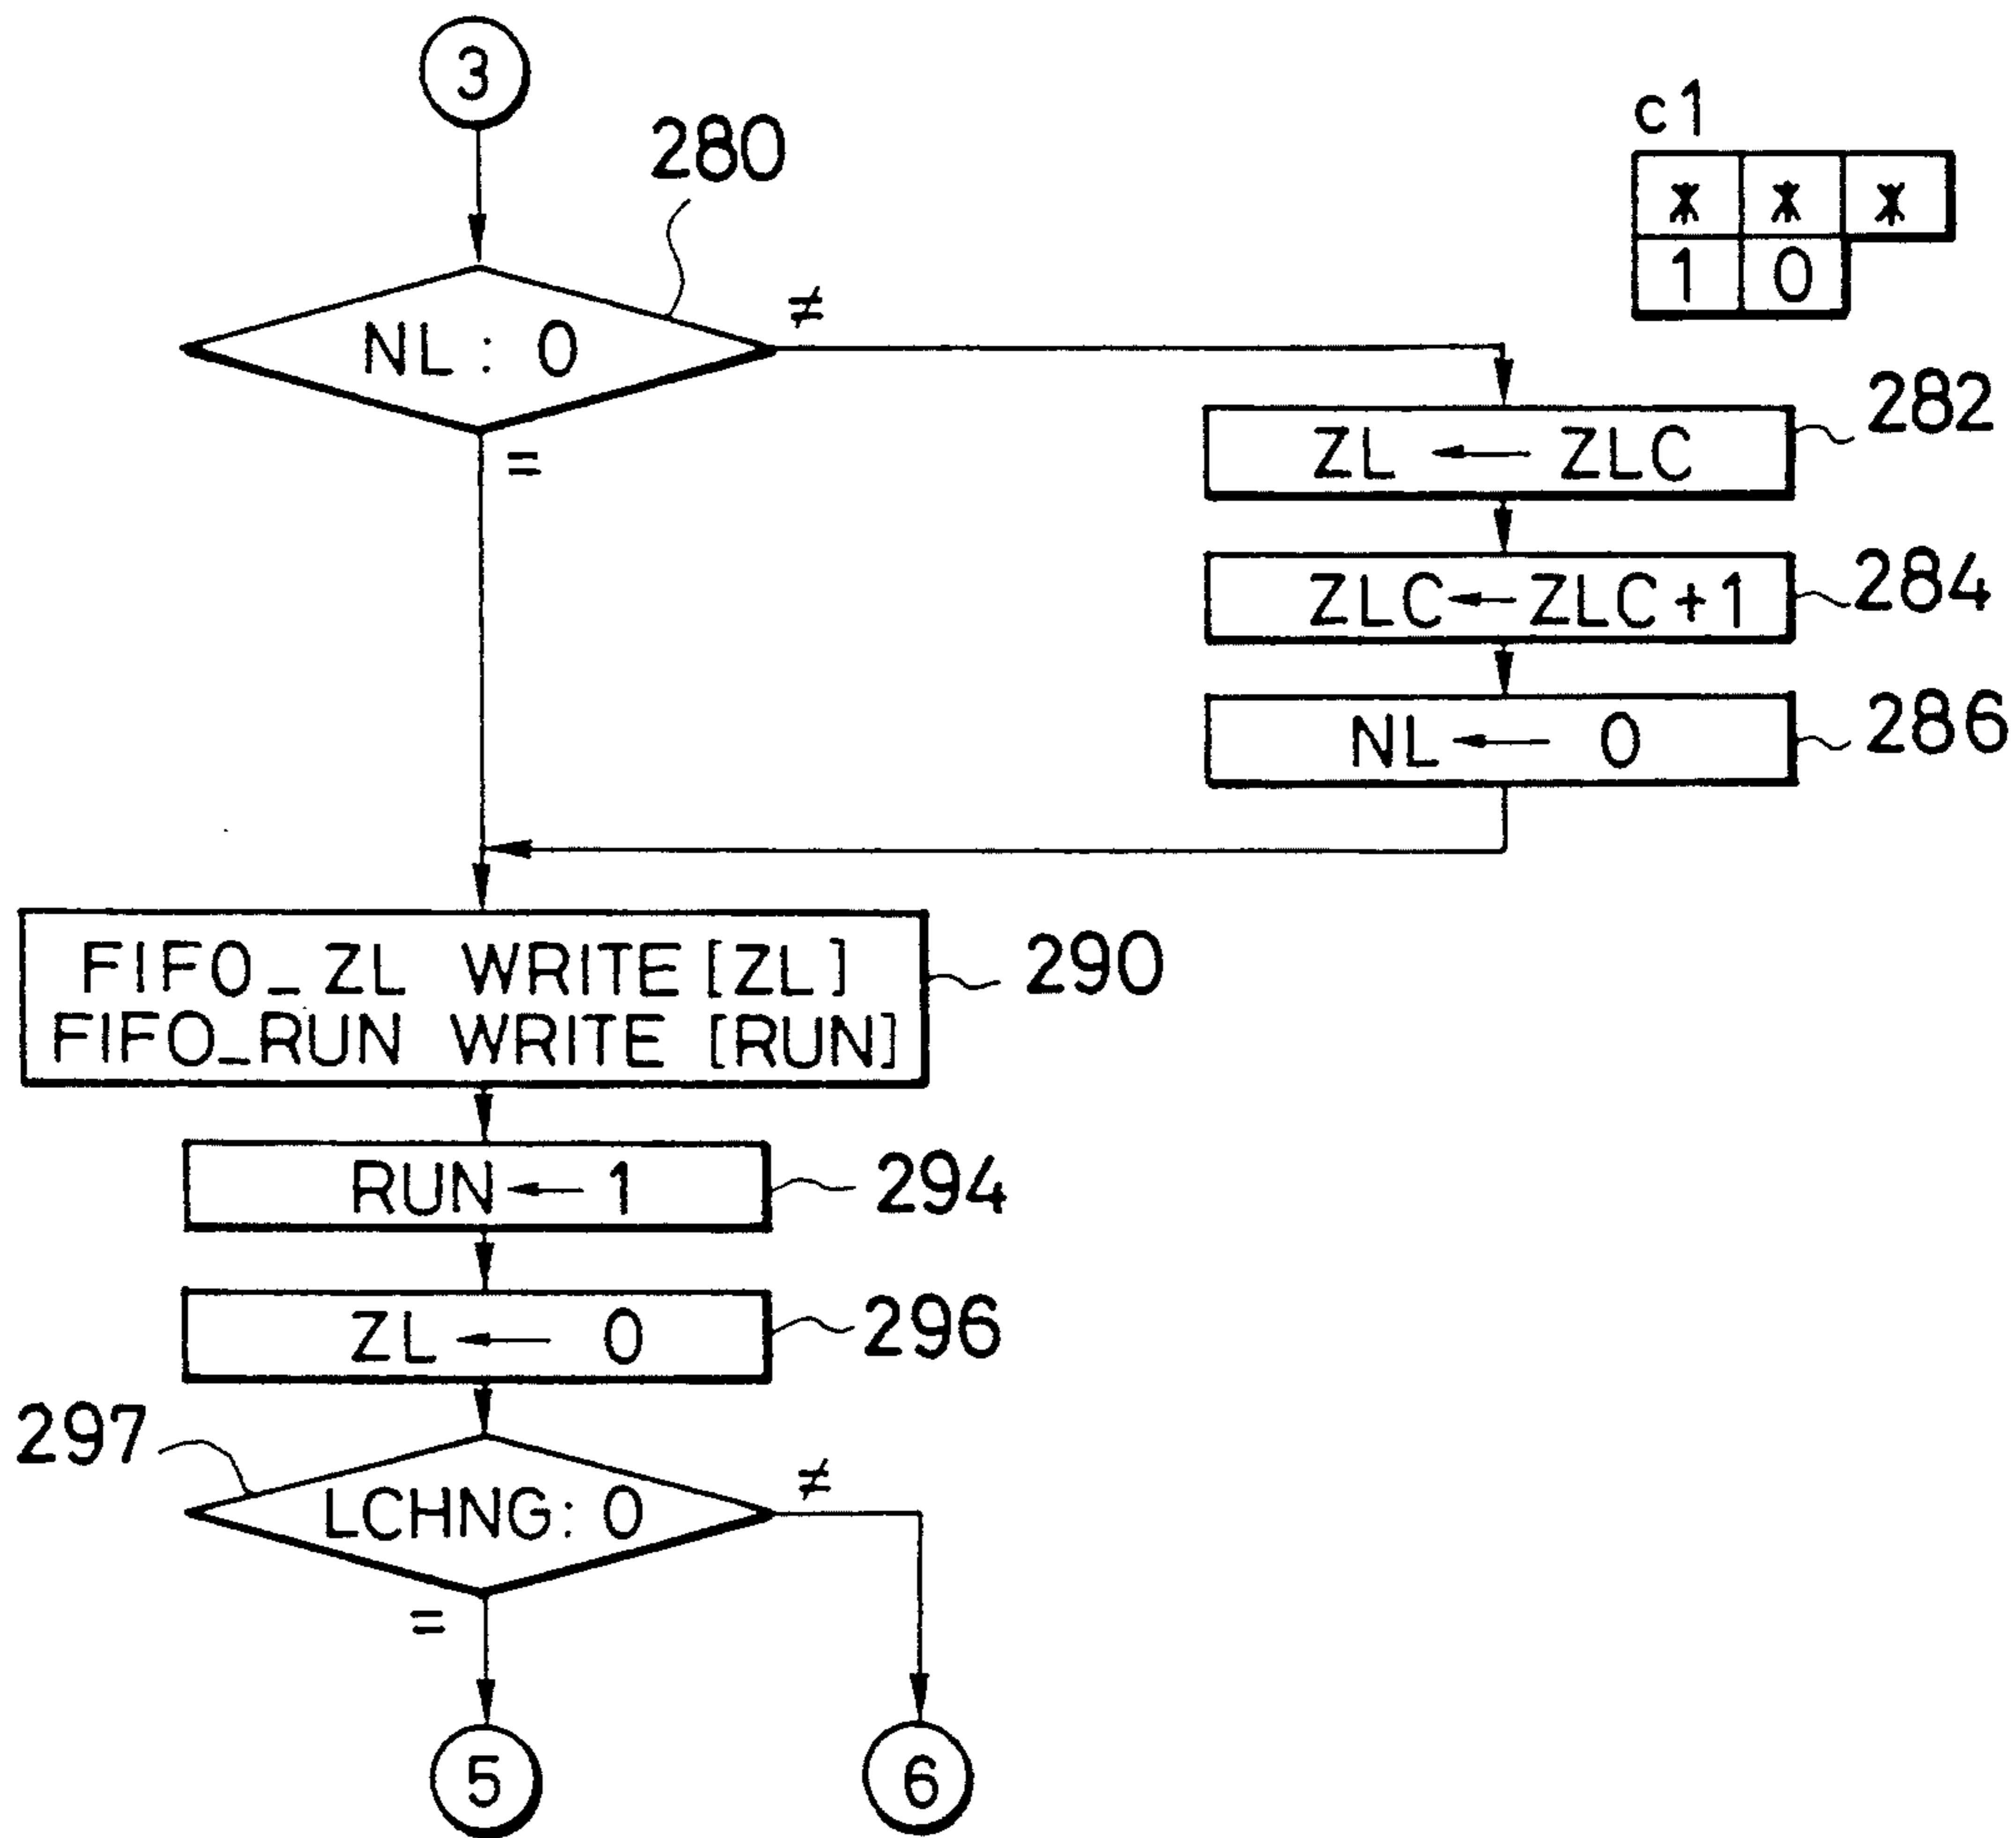 3
280
c1
* * *
1 0
NL : 0
≠
=
ZL ← ZLC
282
ZLC ← ZLC + 1
284
NL ← 0
286
FIFO_ZL WRITE [ZL]
FIFO_RUN WRITE [RUN]
290
RUN ← 1
294
ZL ← 0
296
297
LCHNG : 0
≠
=
5
6